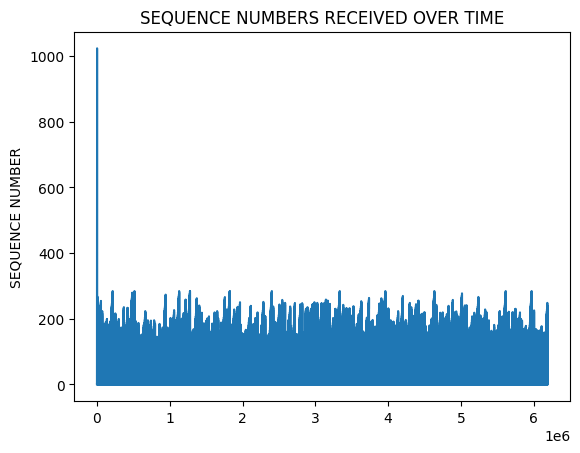 SEQUENCE NUMBERS RECEIVED OVER TIME
1000
800
600
400
200
0
SEQUENCE NUMBER
0 1 2 3 4 5 6
1e6